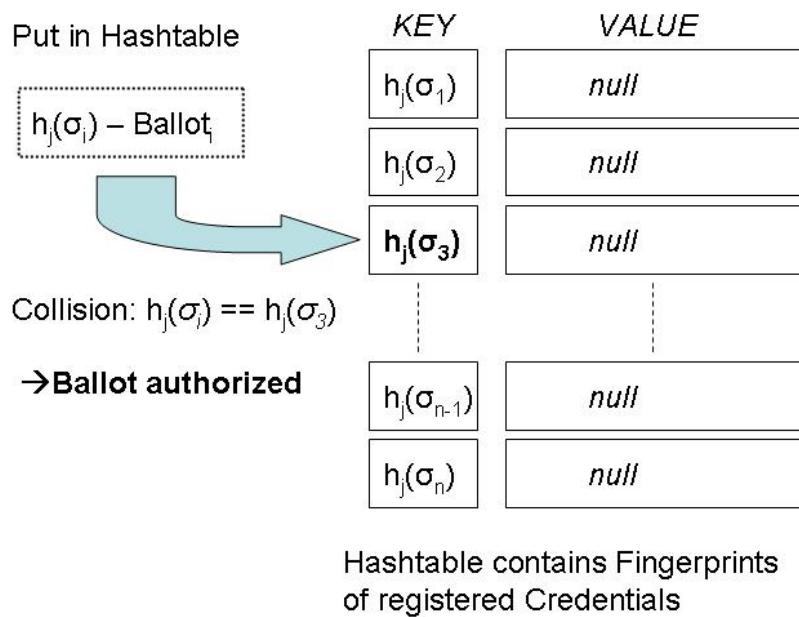 Put in Hashtable
KEY VALUE
hⱼ(σ₁) null
hⱼ(σᵢ) – Ballotᵢ
hⱼ(σ₂) null
hⱼ(σ₃) null
Collision: hⱼ(σᵢ) == hⱼ(σ₃)
→Ballot authorized
hⱼ(σₙ₋₁) null
hⱼ(σₙ) null
Hashtable contains Fingerprints
of registered Credentials